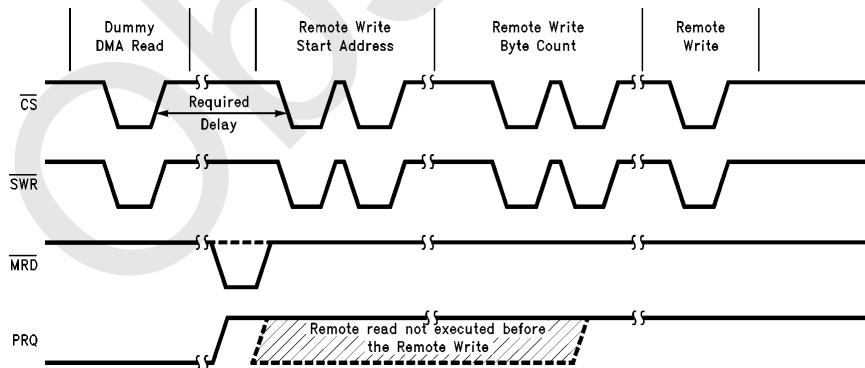 Dummy
DMA Read
Remote Write
Start Address
Remote Write
Byte Count
Remote
Write
CS
Required
Delay
SWR
MRD
PRQ
Remote read not executed before
the Remote Write